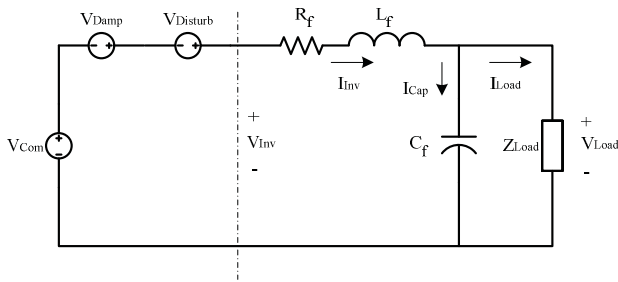 VDamp
VDisturb
Rf
Lf
- +
- +
IInv
ICap
ILoad
+
-
VCom
+
VInv
-
Cf
ZLoad
+
VLoad
-